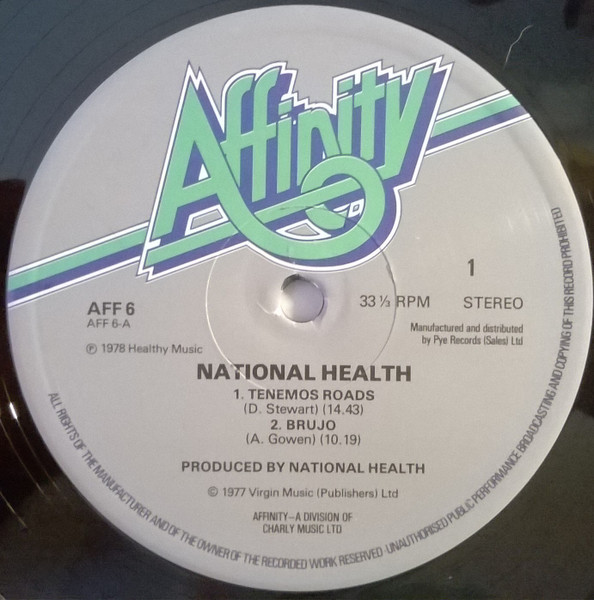 Affinity
AFF 6
AFF 6-A
℗ 1978 Healthy Music
1
33 ⅓ RPM STEREO
Manufactured and distributed
by Pye Records (Sales) Ltd
NATIONAL HEALTH
1. TENEMOS ROADS
(D. Stewart) (14.43)
2. BRUJO
(A. Gowen) (10.19)
PRODUCED BY NATIONAL HEALTH
© 1977 Virgin Music (Publishers) Ltd
AFFINITY–A DIVISION OF
CHARLY MUSIC LTD
ALL RIGHTS OF THE MANUFACTURER AND OF THE OWNER OF THE RECORDED WORK RESERVED·UNAUTHORISED PUBLIC PERFORMANCE BROADCASTING AND COPYING OF THIS RECORD PROHIBITED